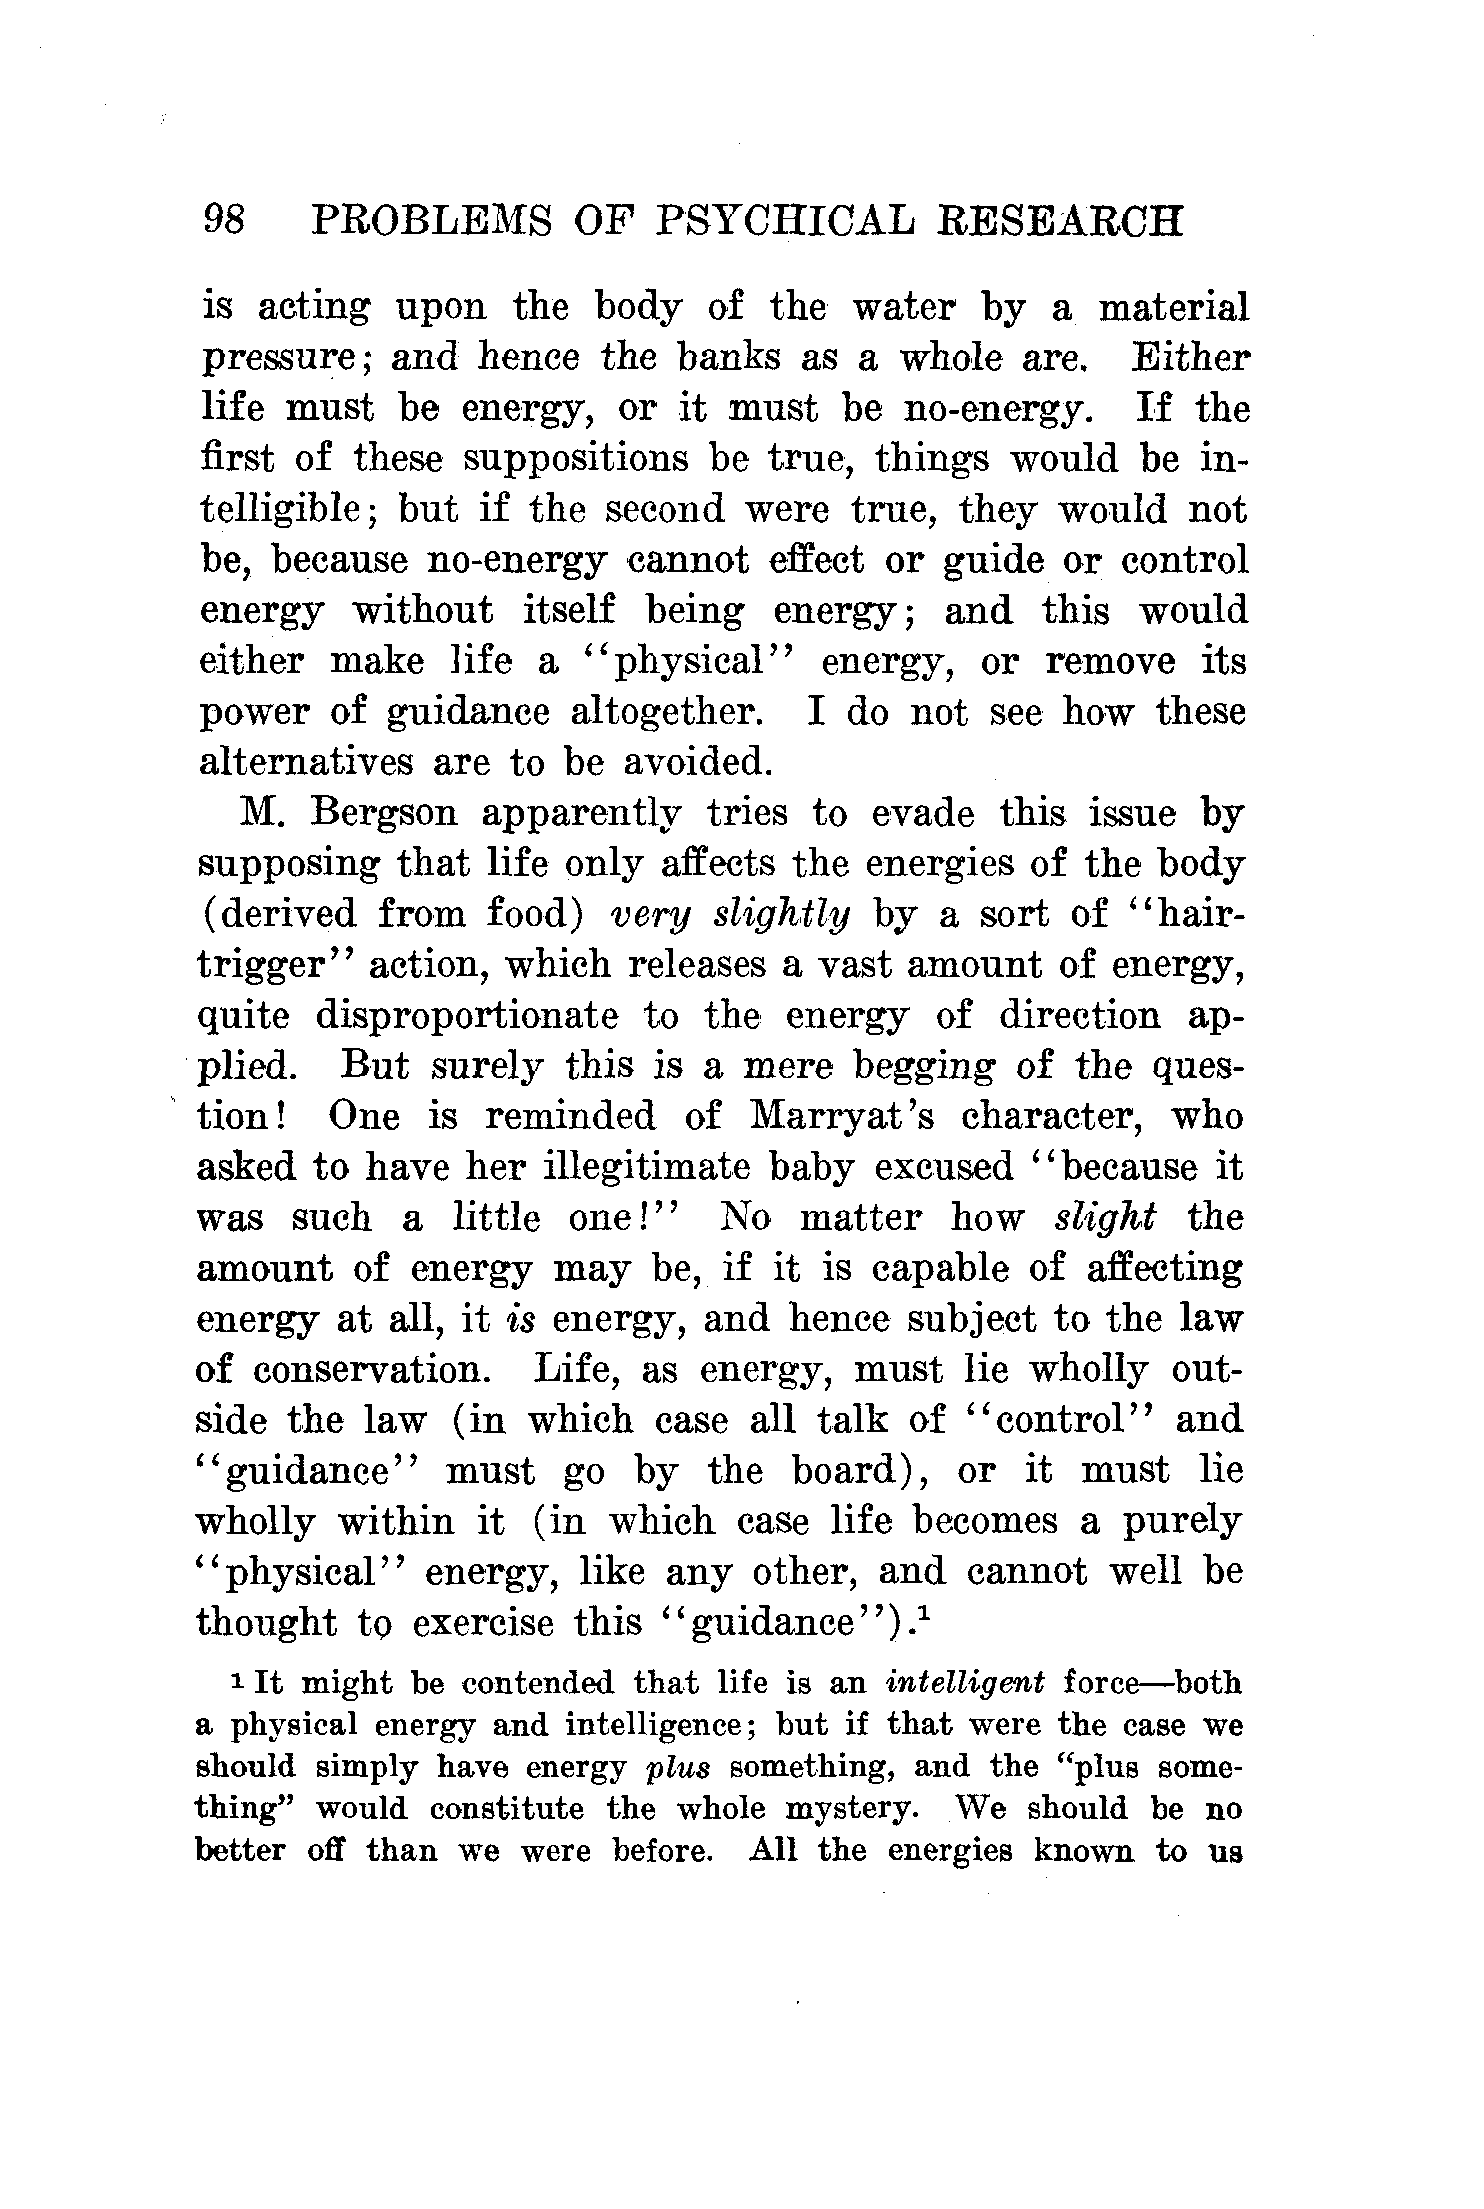 98 PROBLEMS OF PSYCHICAL RESEARCH
is acting upon the body of the water by a material
pressure; and hence the banks as a whole are. Either
life must be energy, or it must be no-energy. If the
first of these suppositions be true, things would be in-
telligible; but if the second were true, they would not
be, because no-energy cannot effect or guide or control
energy without itself being energy; and this would
either make life a "physical" energy, or remove its
power of guidance altogether. I do not see how these
alternatives are to be avoided.
M. Bergson apparently tries to evade this issue by
supposing that life only affects the energies of the body
(derived from food) very slightly by a sort of "hair-
trigger" action, which releases a vast amount of energy,
quite disproportionate to the energy of direction ap-
plied. But surely this is a mere begging of the ques-
tion! One is reminded of Marryat's character, who
asked to have her illegitimate baby excused "because it
was such a little one!" No matter how slight the
amount of energy may be, if it is capable of affecting
energy at all, it is energy, and hence subject to the law
of conservation. Life, as energy, must lie wholly out-
side the law (in which case all talk of "control" and
"guidance" must go by the board), or it must lie
wholly within it (in which case life becomes a purely
"physical" energy, like any other, and cannot well be
thought to exercise this "guidance").¹
¹ It might be contended that life is an intelligent force—both
a physical energy and intelligence; but if that were the case we
should simply have energy plus something, and the "plus some-
thing" would constitute the whole mystery. We should be no
better off than we were before. All the energies known to us